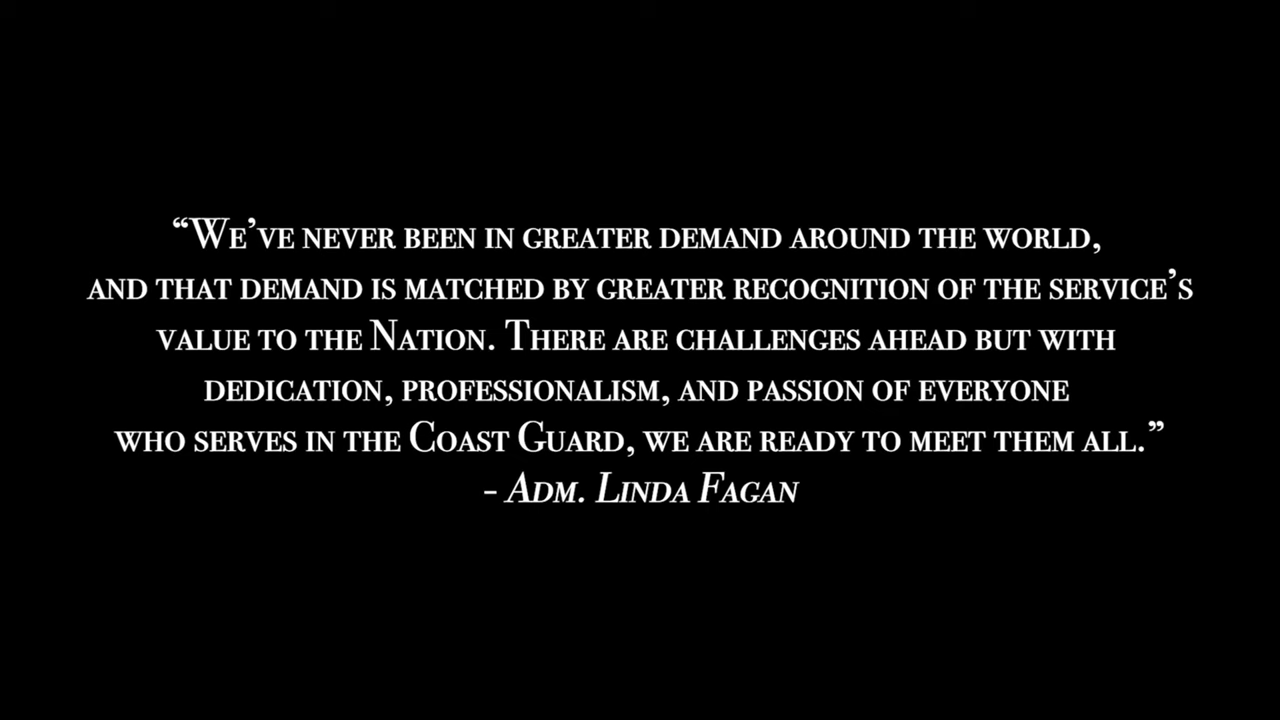 “We’ve never been in greater demand around the world,
and that demand is matched by greater recognition of the service’s
value to the Nation. There are challenges ahead but with
dedication, professionalism, and passion of everyone
who serves in the Coast Guard, we are ready to meet them all.”
- Adm. Linda Fagan